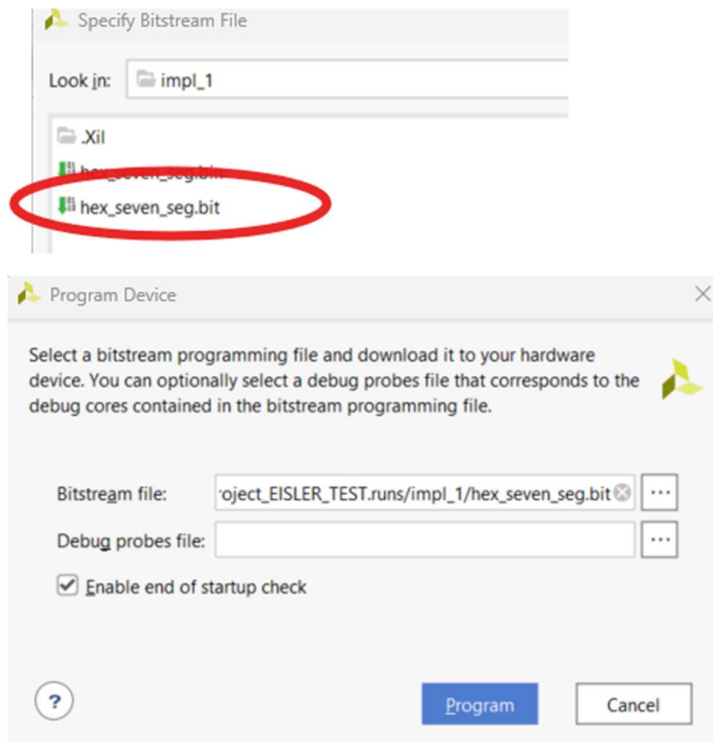 Specify Bitstream File
Look in: impl_1
.Xil
hex_seven_seg.bin
hex_seven_seg.bit
Program Device
Select a bitstream programming file and download it to your hardware
device. You can optionally select a debug probes file that corresponds to the
debug cores contained in the bitstream programming file.
Bitstream file: roject_EISLER_TEST.runs/impl_1/hex_seven_seg.bit ...
Debug probes file: ...
Enable end of startup check
? Program Cancel